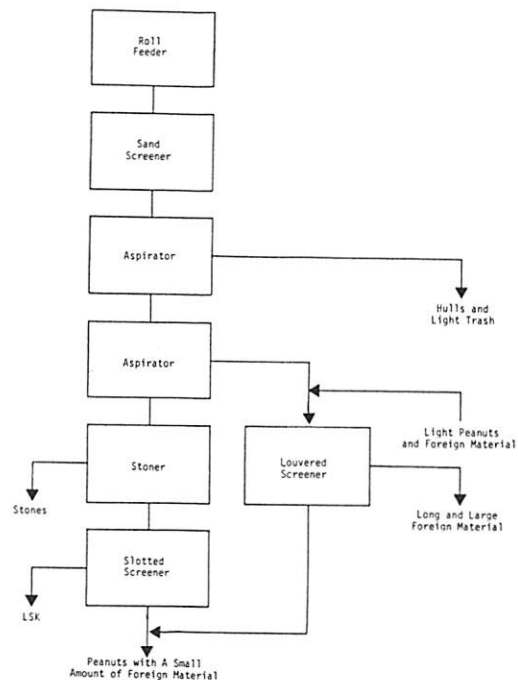 Roll
Feeder
Sand
Screener
Aspirator
Hulls and
Light Trash
Aspirator
Light Peanuts
and Foreign Material
Stoner
Louvered
Screener
Stones
Long and Large
Foreign Material
Slotted
Screener
LSK
Peanuts with A Small
Amount of Foreign Material